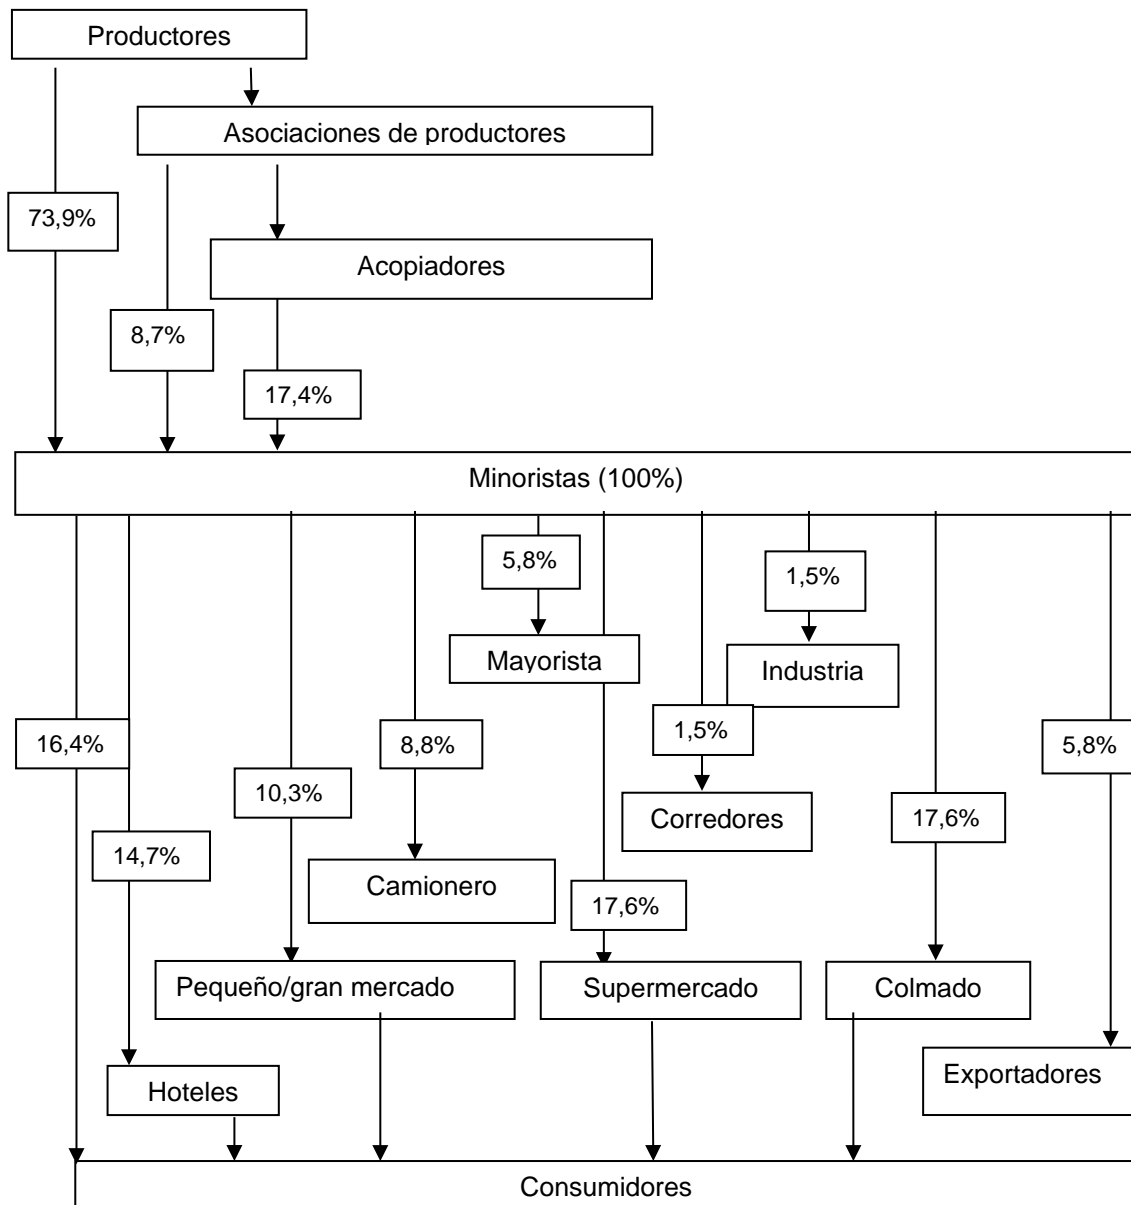 Productores
Asociaciones de productores
73,9%
Acopiadores
8,7%
17,4%
Minoristas (100%)
5,8%
1,5%
Mayorista
Industria
16,4%
8,8%
1,5%
5,8%
10,3%
Corredores
17,6%
14,7%
Camionero
17,6%
Pequeño/gran mercado
Supermercado
Colmado
Hoteles
Exportadores
Consumidores